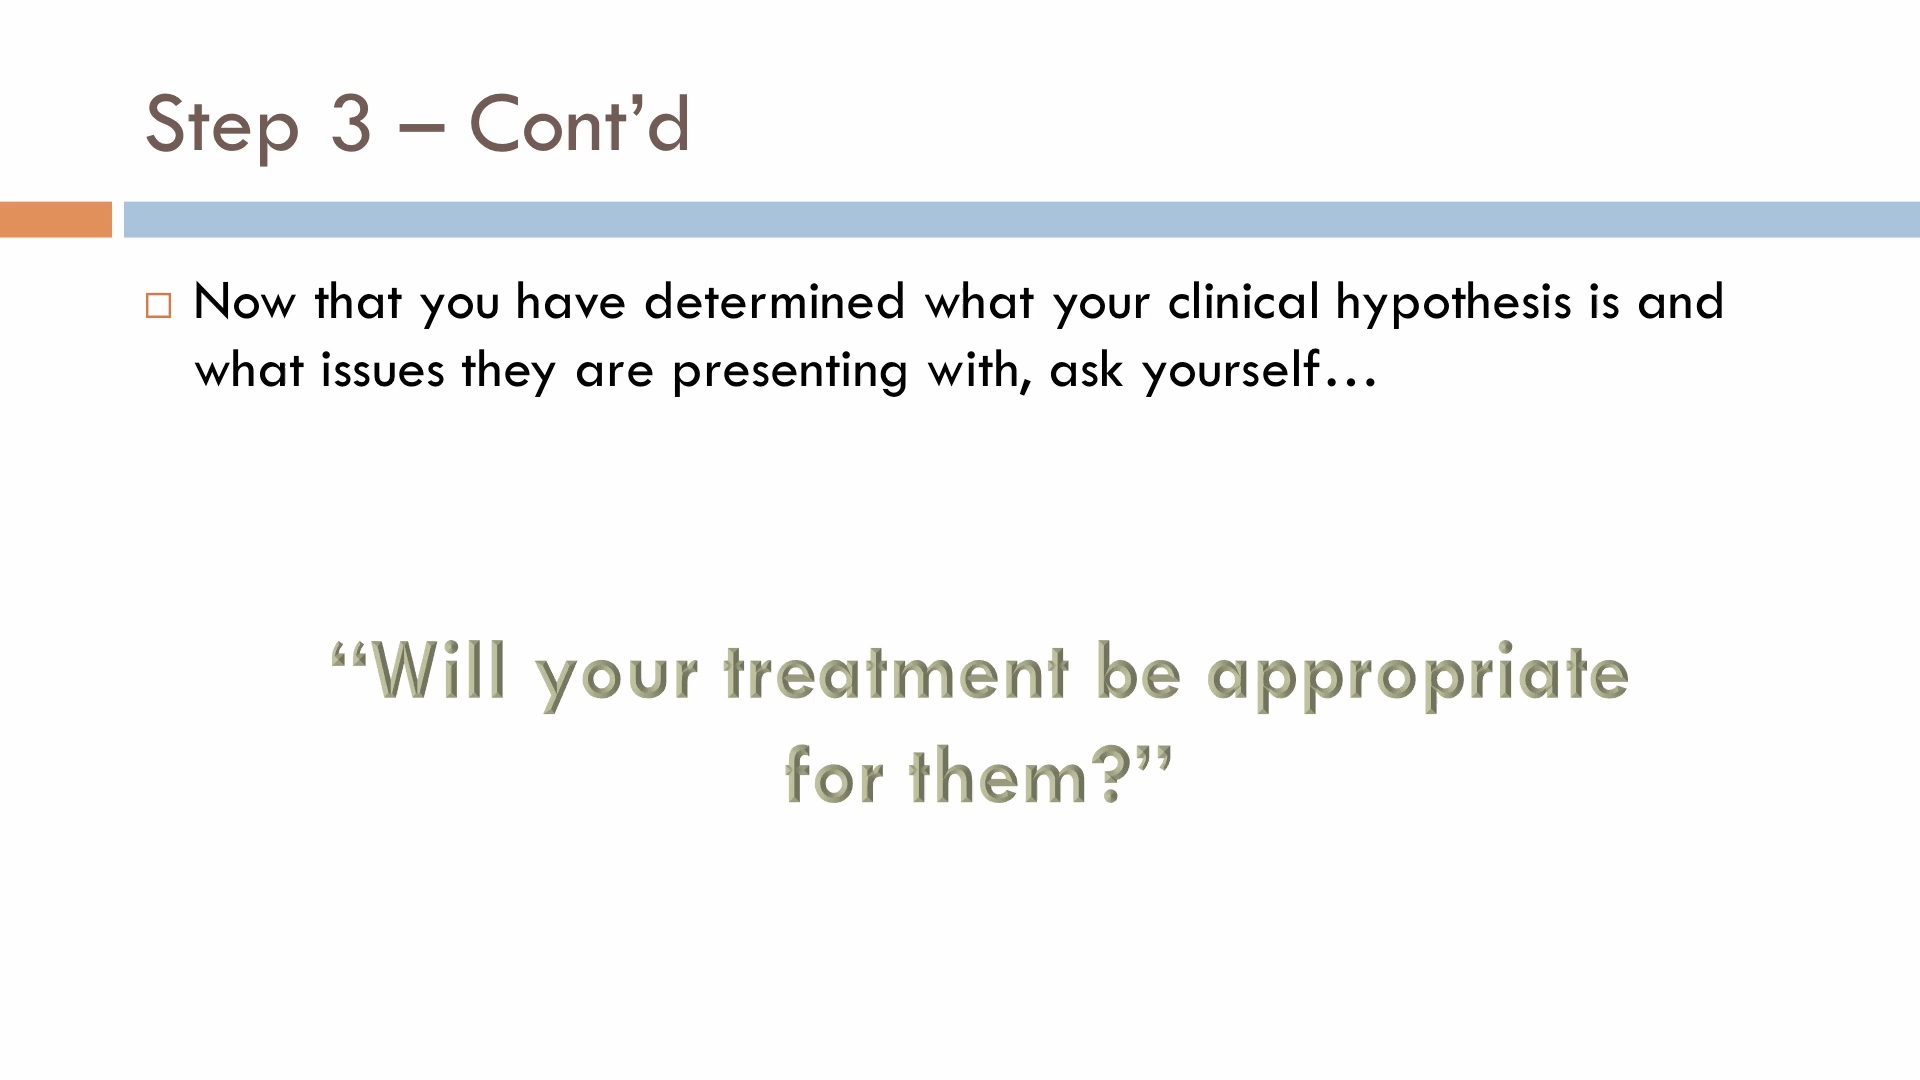 Step 3 – Cont’d
Now that you have determined what your clinical hypothesis is and
what issues they are presenting with, ask yourself…
“Will your treatment be appropriate
for them?”